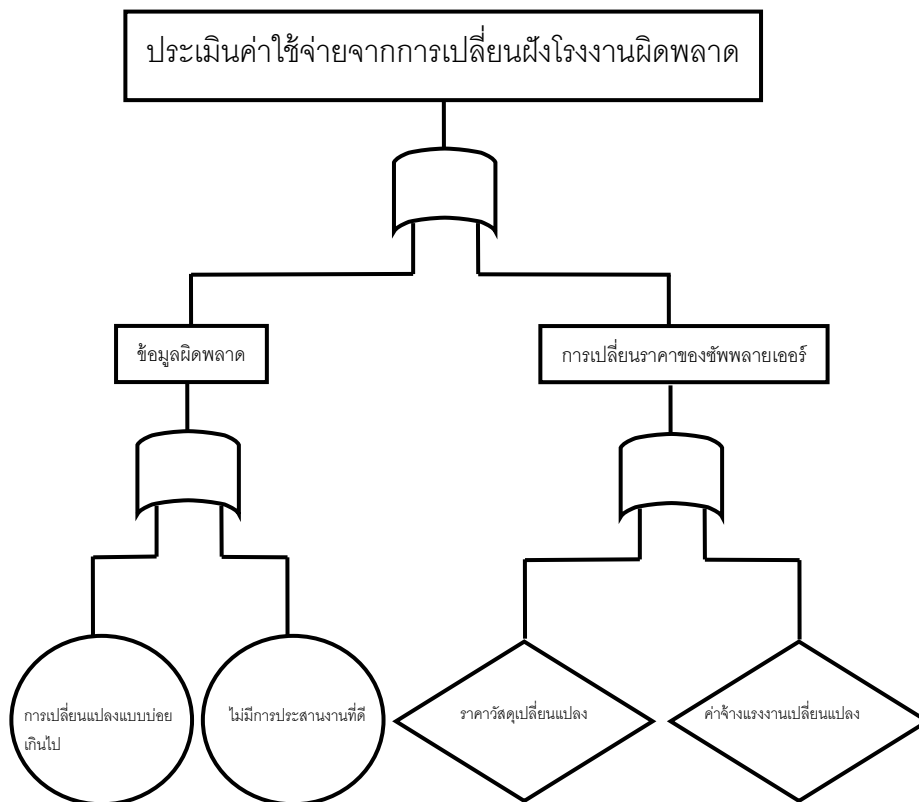 ประเมินค่าใช้จ่ายจากการเปลี่ยนฝังโรงงานผิดพลาด
ข้อมูลผิดพลาด
การเปลี่ยนราคาของซัพพลายเออร์
การเปลี่ยนแปลงแบบบ่อย
เกินไป
ไม่มีการประสานงานที่ดี
ราคาวัสดุเปลี่ยนแปลง
ค่าจ้างแรงงานเปลี่ยนแปลง